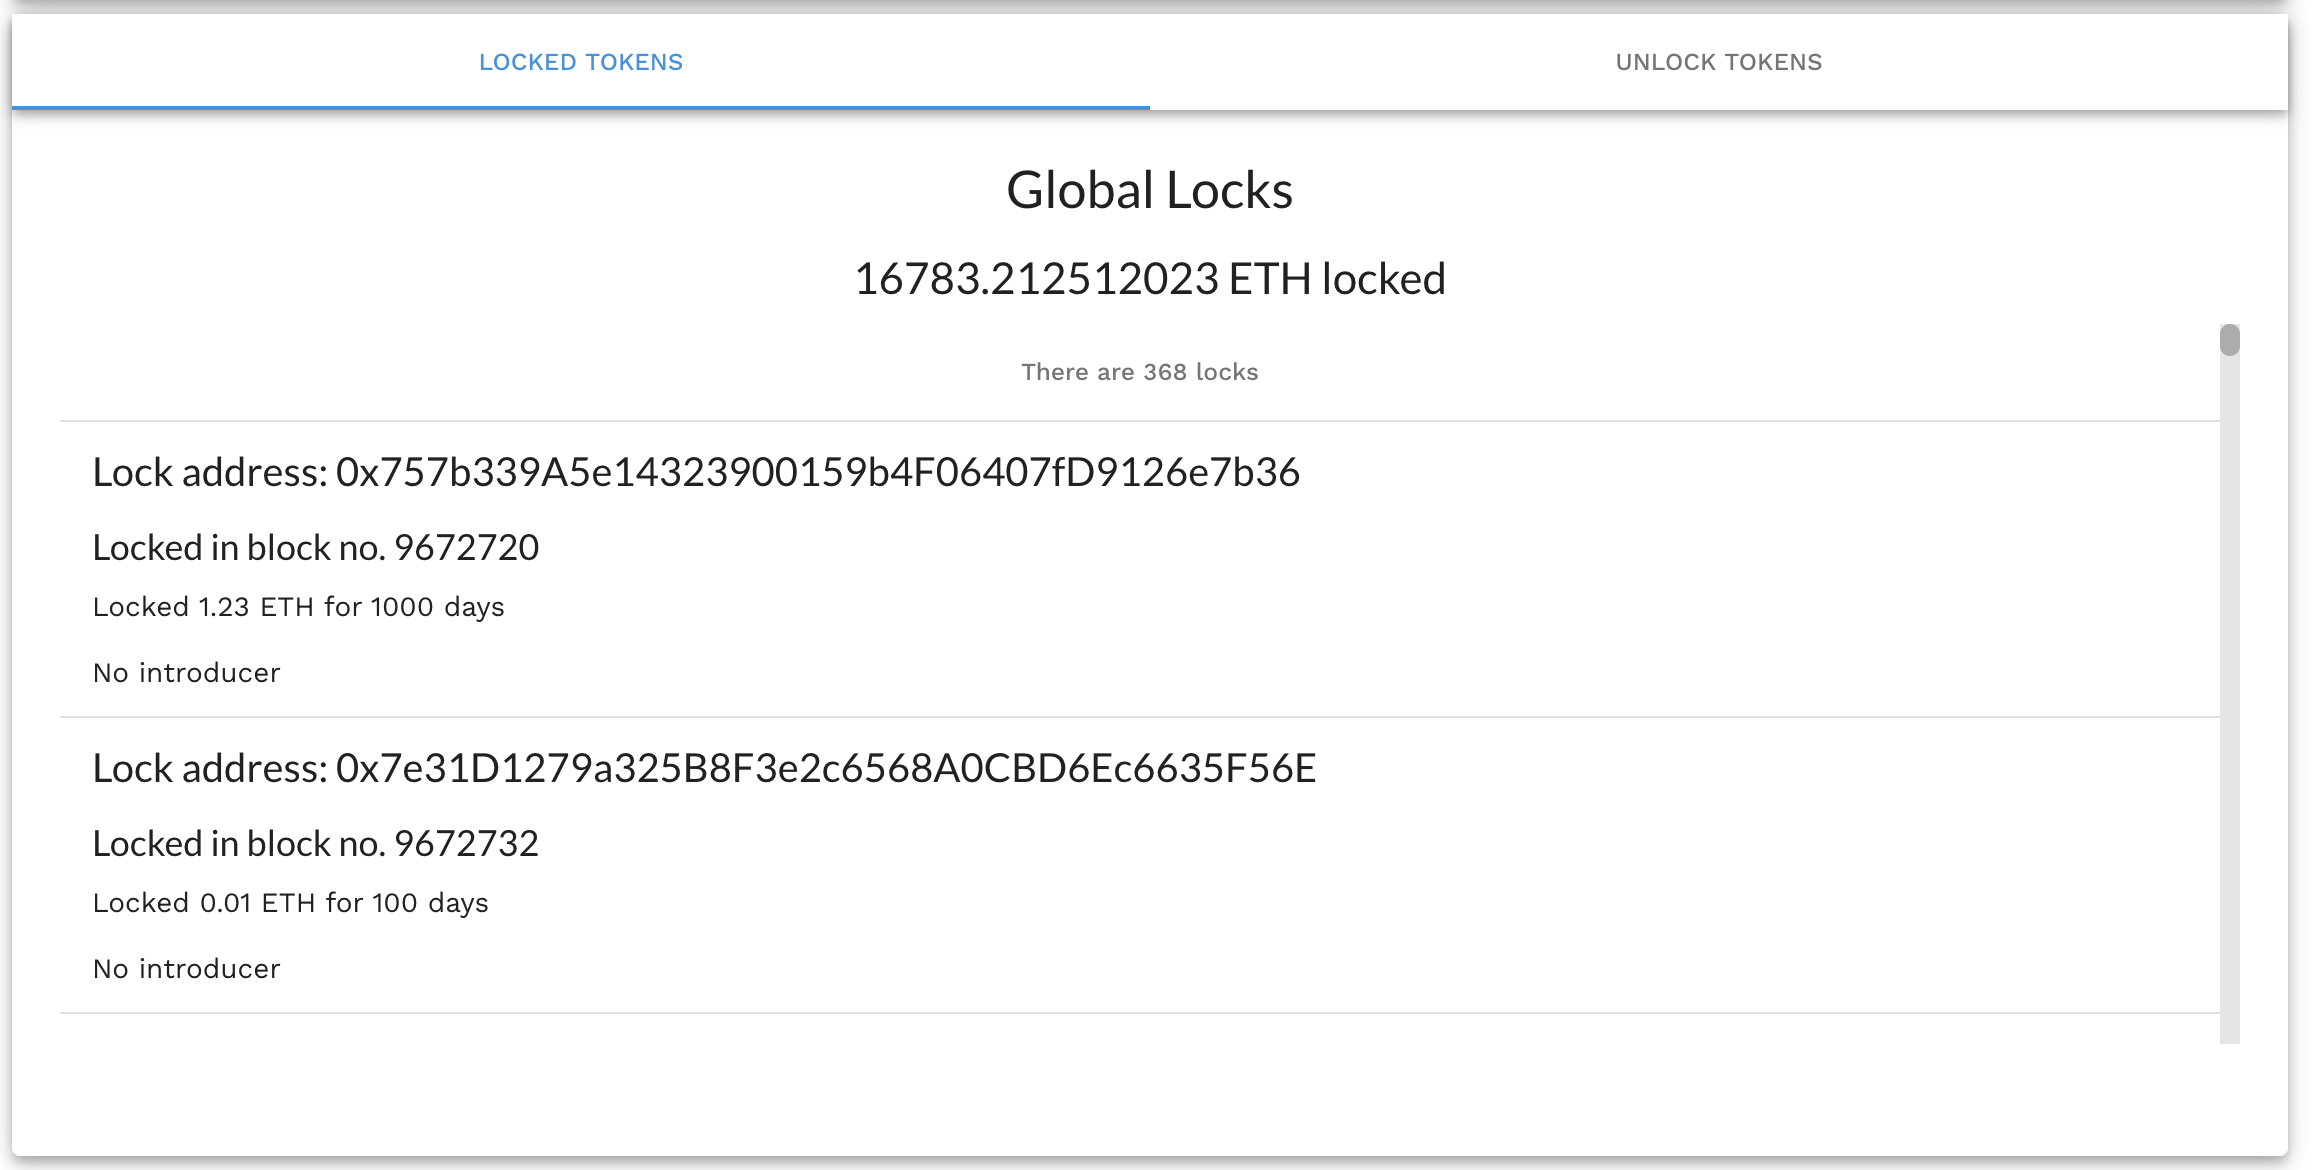 LOCKED TOKENS
UNLOCK TOKENS
Global Locks
16783.212512023 ETH locked
There are 368 locks
Lock address: 0x757b339A5e14323900159b4F06407fD9126e7b36
Locked in block no. 9672720
Locked 1.23 ETH for 1000 days
No introducer
Lock address: 0x7e31D1279a325B8F3e2c6568A0CBD6Ec6635F56E
Locked in block no. 9672732
Locked 0.01 ETH for 100 days
No introducer